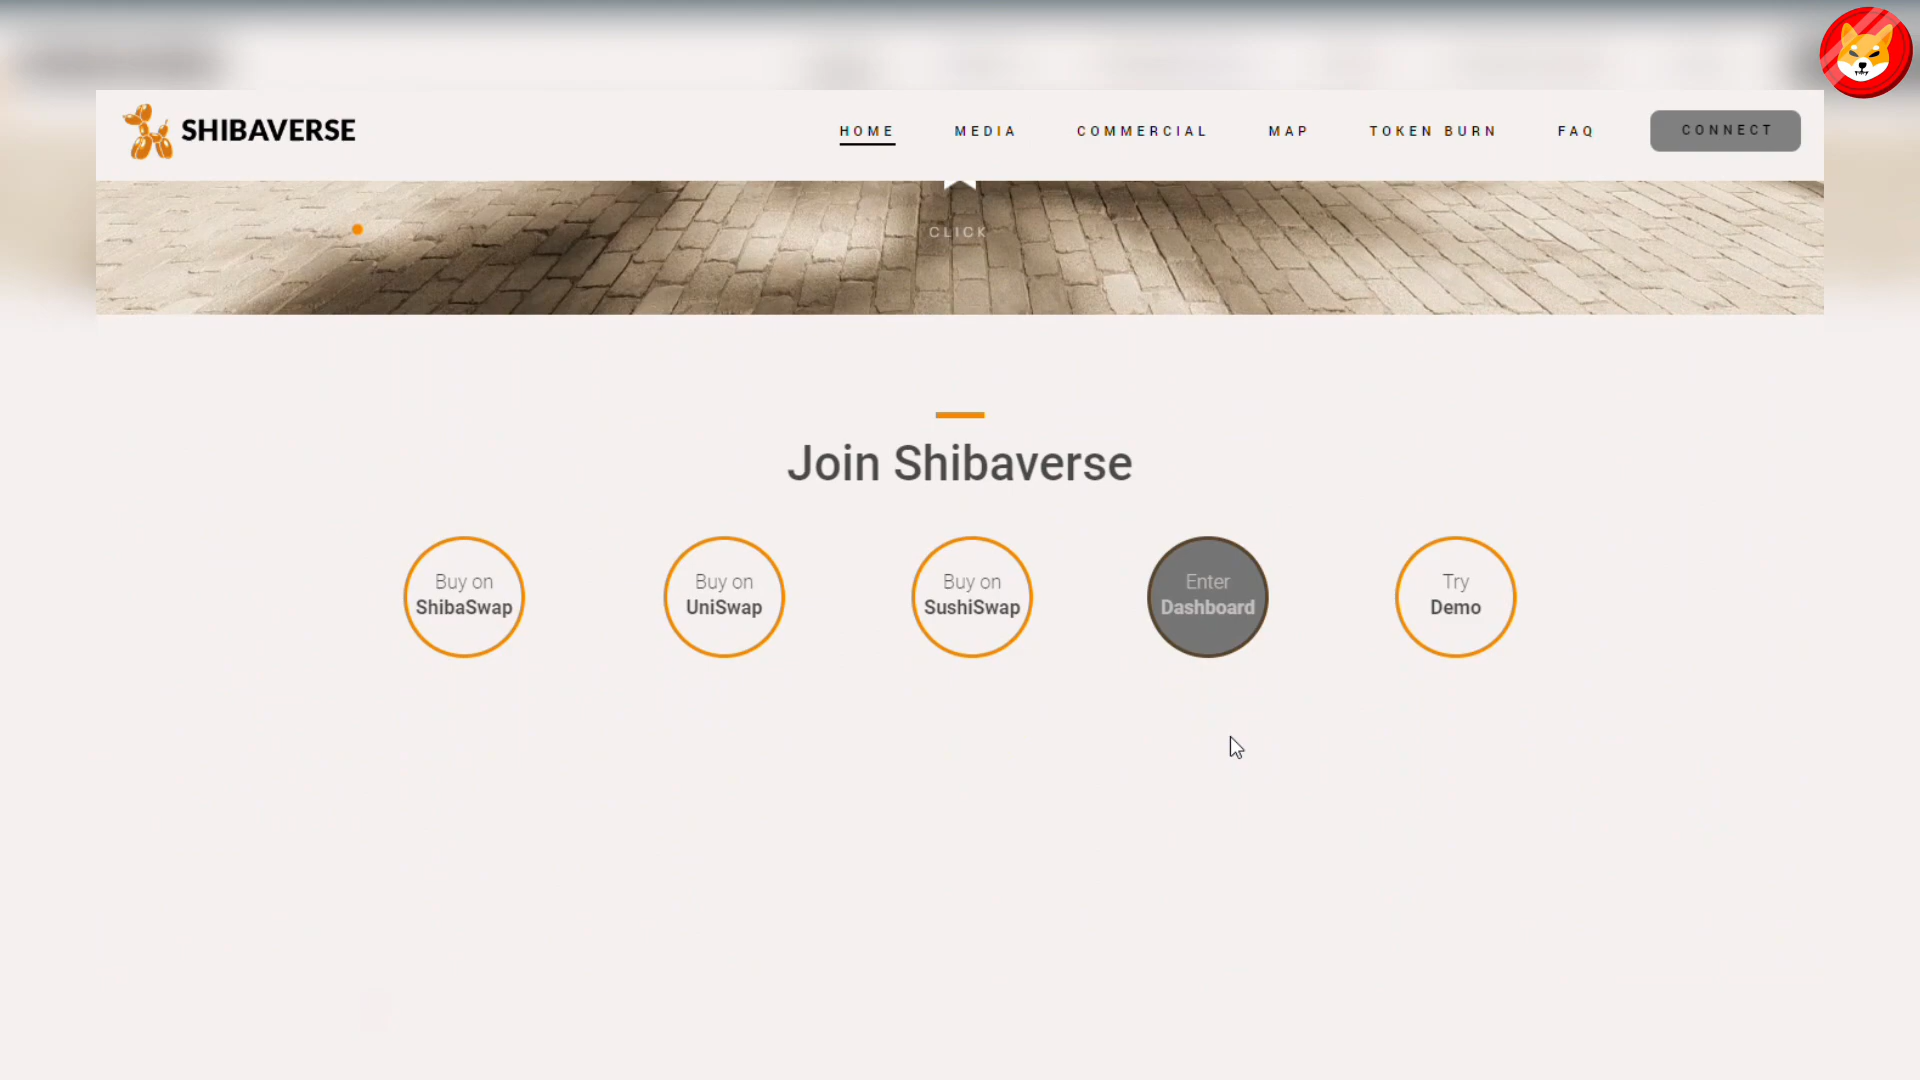 SHIBAVERSE
HOME
MEDIA
COMMERCIAL
MAP
TOKEN BURN
FAQ
CONNECT
CLICK
Join Shibaverse
Buy on
ShibaSwap
Buy on
UniSwap
Buy on
SushiSwap
Enter
Dashboard
Try
Demo